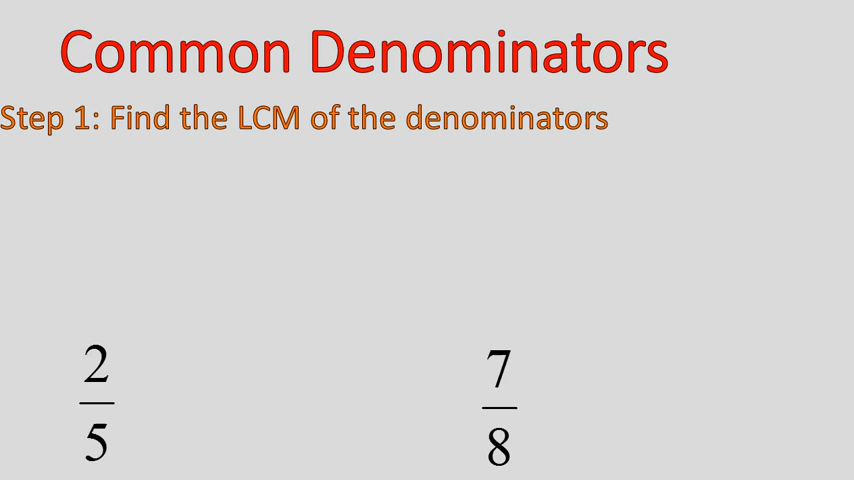 Common Denominators
Step 1: Find the LCM of the denominators
2 7
5 8